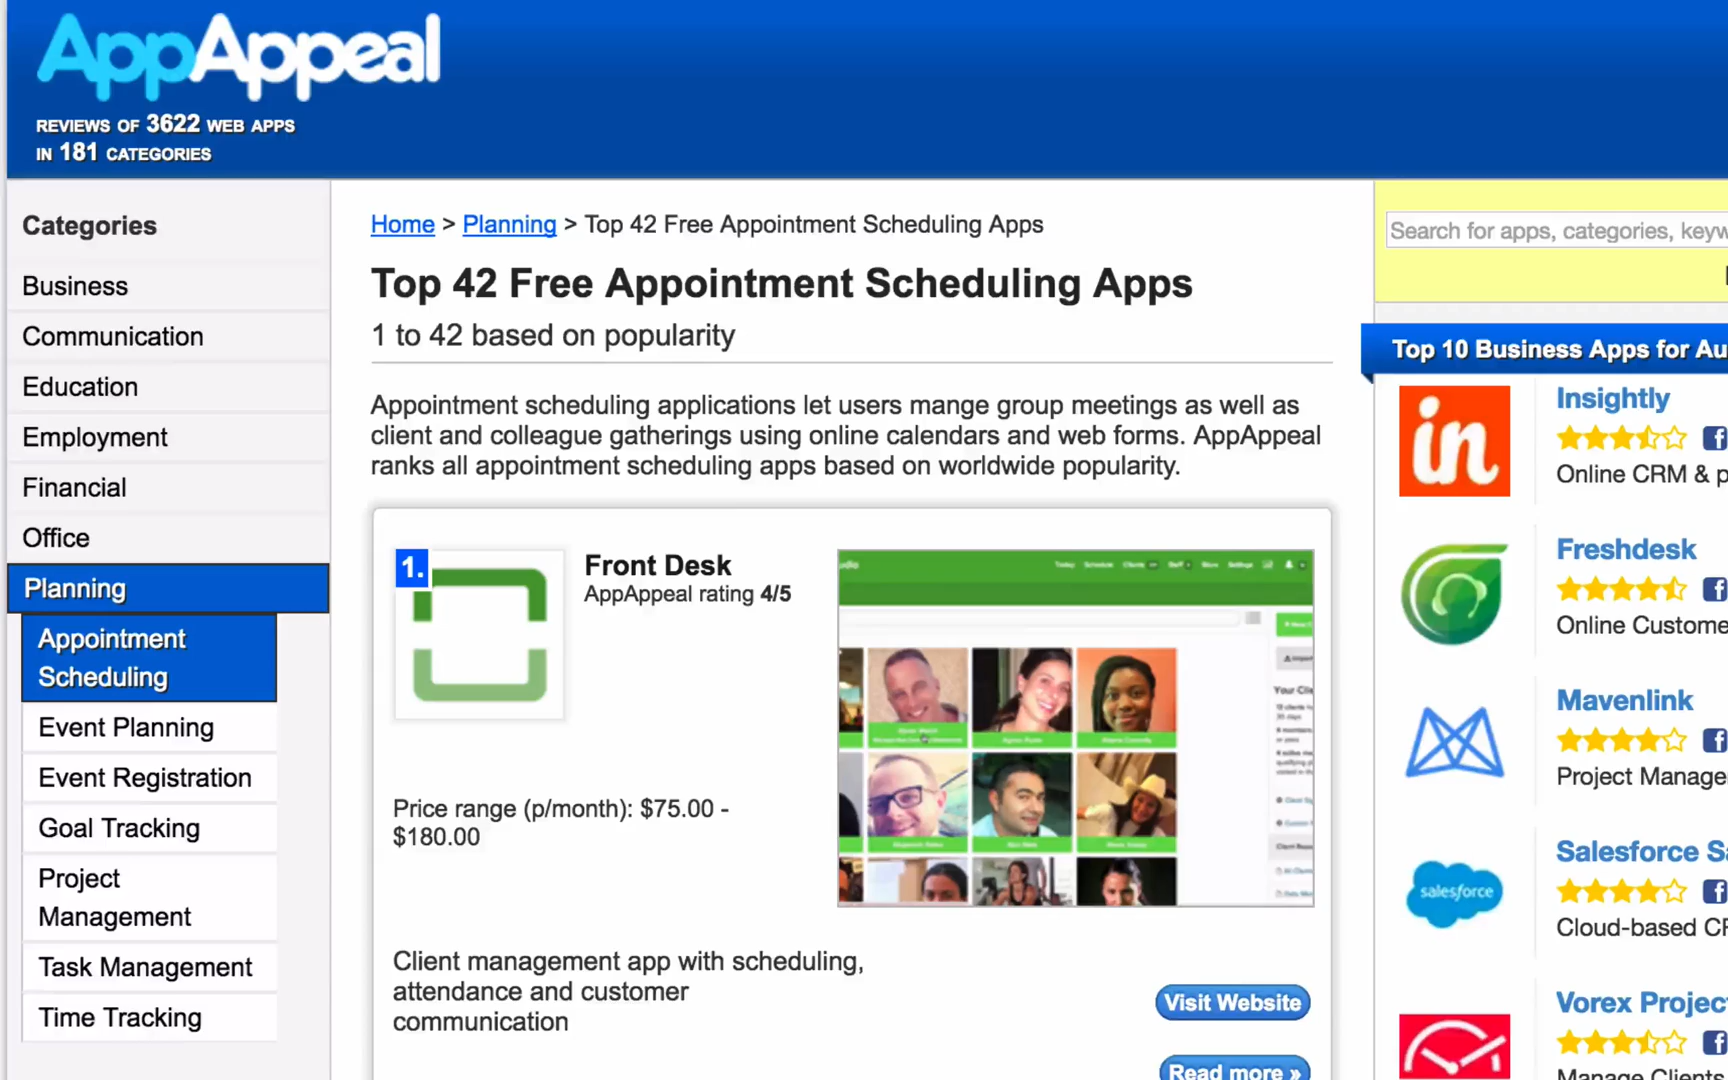 AppAppeal
REVIEWS OF 3622 WEB APPS
IN 181 CATEGORIES
Categories
Business
Communication
Education
Employment
Financial
Office
Planning
Appointment
Scheduling
Event Planning
Event Registration
Goal Tracking
Project
Management
Task Management
Time Tracking
Home > Planning > Top 42 Free Appointment Scheduling Apps
Top 42 Free Appointment Scheduling Apps
1 to 42 based on popularity
Appointment scheduling applications let users mange group meetings as well as
client and colleague gatherings using online calendars and web forms. AppAppeal
ranks all appointment scheduling apps based on worldwide popularity.
1.
Front Desk
AppAppeal rating 4/5
Price range (p/month): $75.00 -
$180.00
Client management app with scheduling,
attendance and customer
communication
Visit Website
Read more »
Search for apps, categories, keyw
Top 10 Business Apps for Au
in
Insightly
Online CRM & p
Freshdesk
Online Custome
Mavenlink
Project Manage
salesforce
Salesforce Sa
Cloud-based CR
Vorex Project
Manage Clients